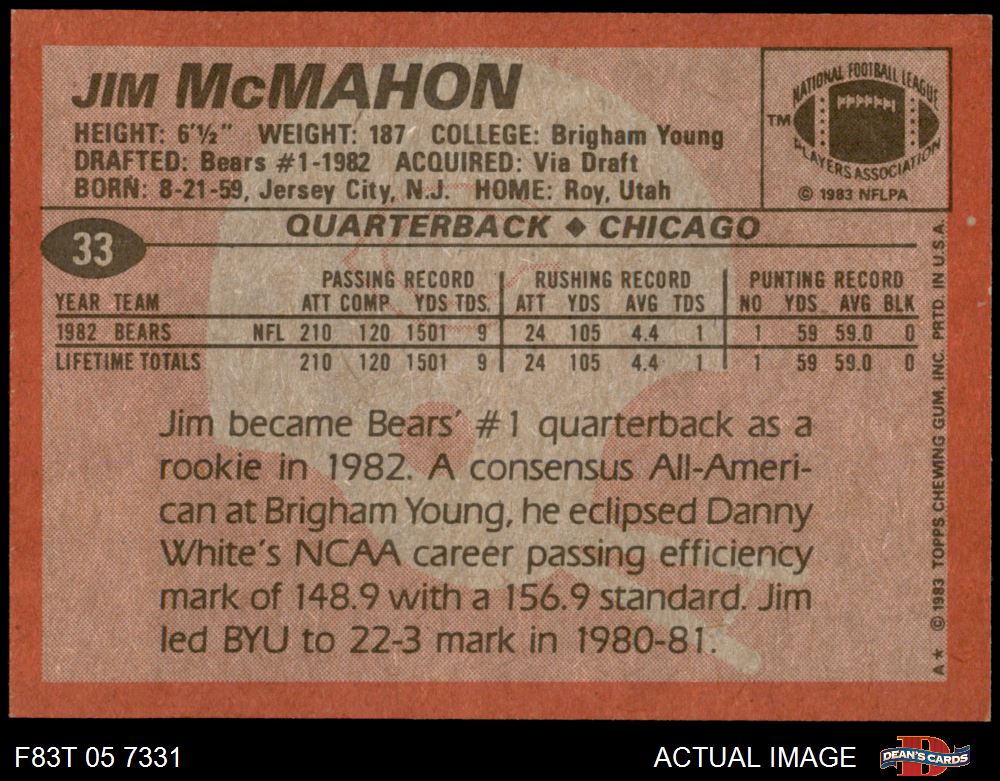 JIM McMAHON
HEIGHT: 6'½" WEIGHT: 187 COLLEGE: Brigham Young
DRAFTED: Bears #1-1982 ACQUIRED: Via Draft
BORN: 8-21-59, Jersey City, N.J. HOME: Roy, Utah
NATIONAL FOOTBALL LEAGUE
TM
PLAYERS ASSOCIATION
© 1983 NFLPA
QUARTERBACK ◆ CHICAGO
33
PASSING RECORD RUSHING RECORD PUNTING RECORD
YEAR TEAM ATT COMP YDS TDS. ATT YDS AVG TDS NO YDS AVG BLK
1982 BEARS NFL 210 120 1501 9 24 105 4.4 1 1 59 59.0 0
LIFETIME TOTALS 210 120 1501 9 24 105 4.4 1 1 59 59.0 0
Jim became Bears' #1 quarterback as a
rookie in 1982. A consensus All-Ameri-
can at Brigham Young, he eclipsed Danny
White's NCAA career passing efficiency
mark of 148.9 with a 156.9 standard. Jim
led BYU to 22-3 mark in 1980-81.
A★ © 1983 TOPPS CHEWING GUM, INC. PRTD. IN U.S.A.
F83T 05 7331
ACTUAL IMAGE
DEAN'S CARDS